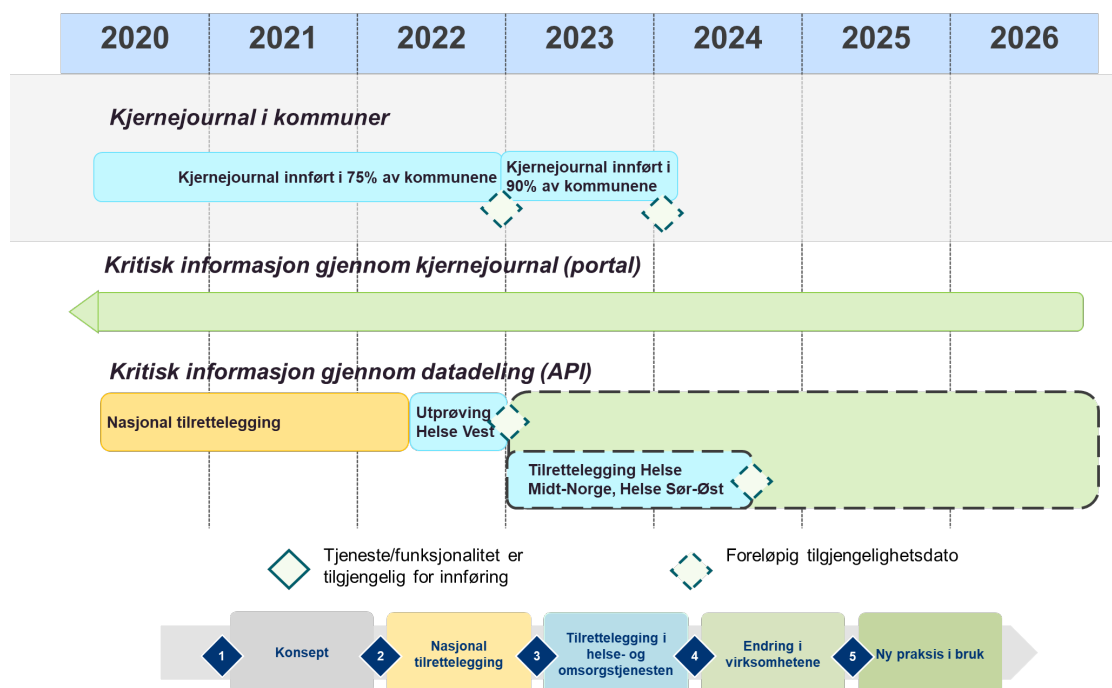 2020 2021 2022 2023 2024 2025 2026
Kjernejournal i kommuner
Kjernejournal innført i 75% av kommunene
Kjernejournal innført i
90% av kommunene
Kritisk informasjon gjennom kjernejournal (portal)
Kritisk informasjon gjennom datadeling (API)
Nasjonal tilrettelegging
Utprøving
Helse Vest
Tilrettelegging Helse
Midt-Norge, Helse Sør-Øst
Tjeneste/funksjonalitet er
tilgjengelig for innføring
Foreløpig tilgjengelighetsdato
1
Konsept
2
Nasjonal
tilrettelegging
3
Tilrettelegging i
helse- og
omsorgstjenesten
4
Endring i
virksomhetene
5
Ny praksis i bruk